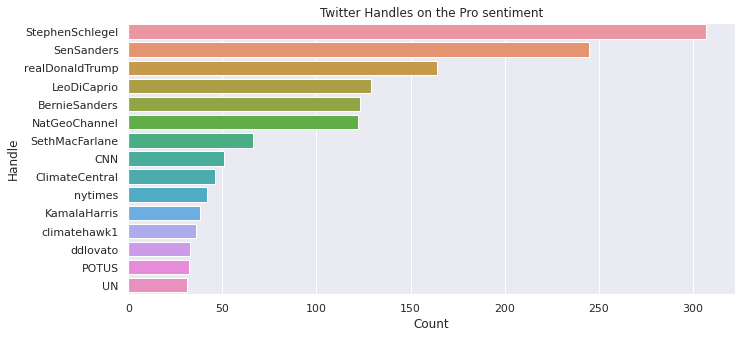 Twitter Handles on the Pro sentiment
StephenSchlegel
SenSanders
realDonaldTrump
LeoDiCaprio
BernieSanders
NatGeoChannel
SethMacFarlane
CNN
ClimateCentral
nytimes
KamalaHarris
climatehawk1
ddlovato
POTUS
UN
Handle
0 50 100 150 200 250 300
Count